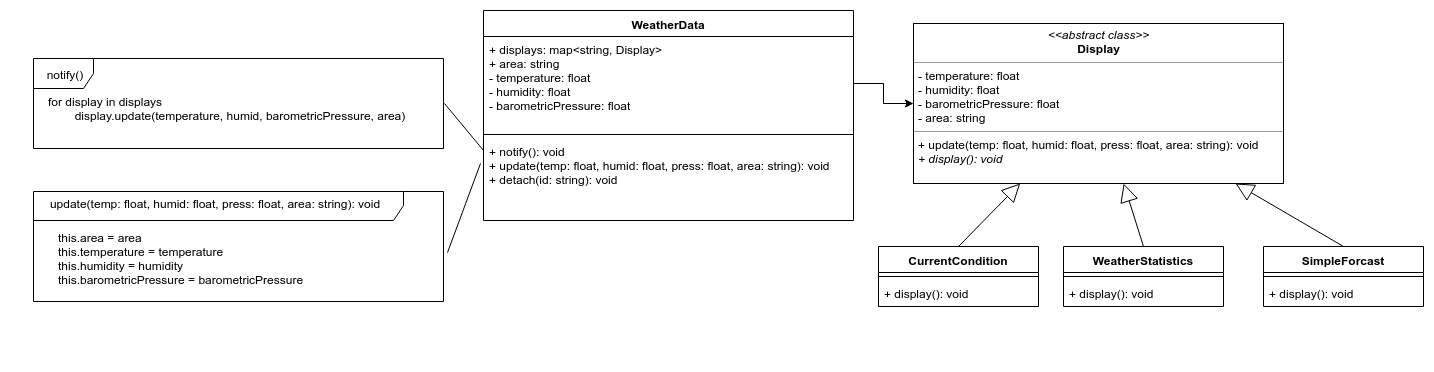 notify()
for display in displays
display.update(temperature, humid, barometricPressure, area)
update(temp: float, humid: float, press: float, area: string): void
this.area = area
this.temperature = temperature
this.humidity = humidity
this.barometricPressure = barometricPressure
WeatherData
+ displays: map<string, Display>
+ area: string
- temperature: float
- humidity: float
- barometricPressure: float
+ notify(): void
+ update(temp: float, humid: float, press: float, area: string): void
+ detach(id: string): void
<<abstract class>>
Display
- temperature: float
- humidity: float
- barometricPressure: float
- area: string
+ update(temp: float, humid: float, press: float, area: string): void
+ display(): void
CurrentCondition
+ display(): void
WeatherStatistics
+ display(): void
SimpleForcast
+ display(): void